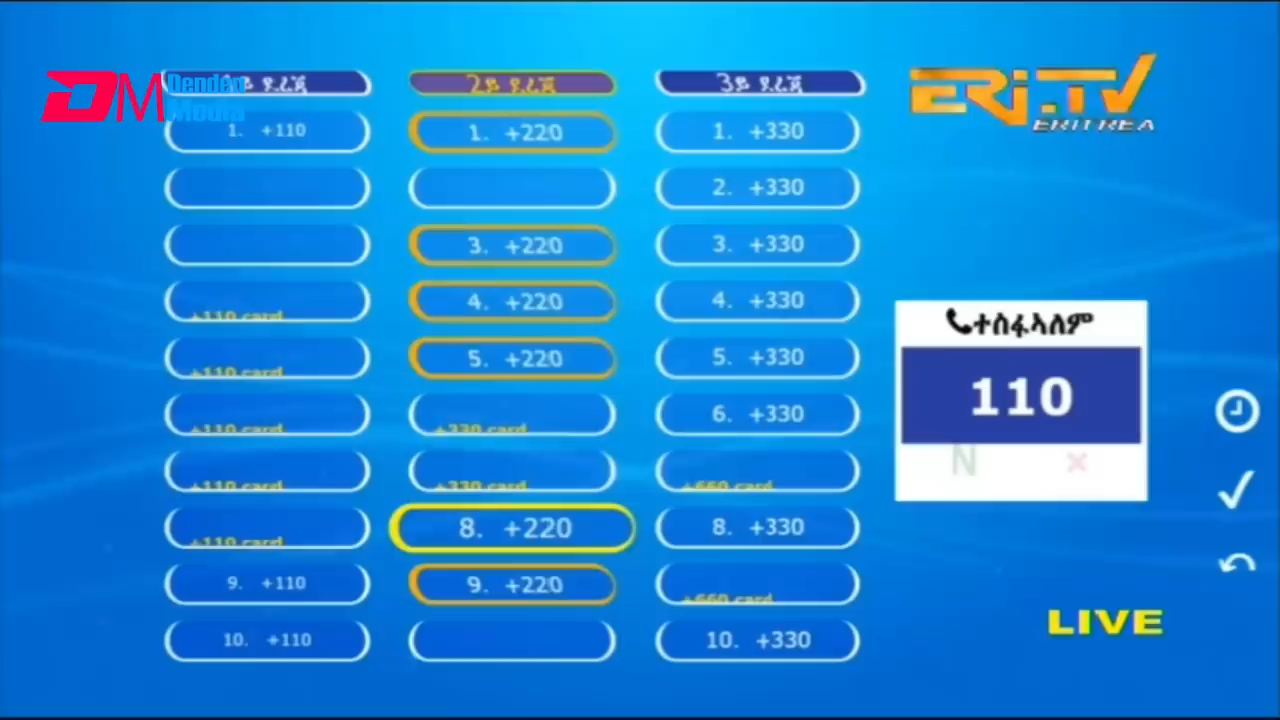 DM Denden Media
ይ ደረጃ
2ይ ደረጃ
3ይ ደረጃ
ERi.TV
ERITREA
1. +110
1. +220
1. +330
2. +330
3. +220
3. +330
+110 card
4. +220
4. +330
+110 card
5. +220
5. +330
+110 card
+330 card
6. +330
+110 card
+330 card
+660 card
+110 card
8. +220
8. +330
9. +110
9. +220
+660 card
10. +110
10. +330
ተስፋኣለም
110
N ×
LIVE